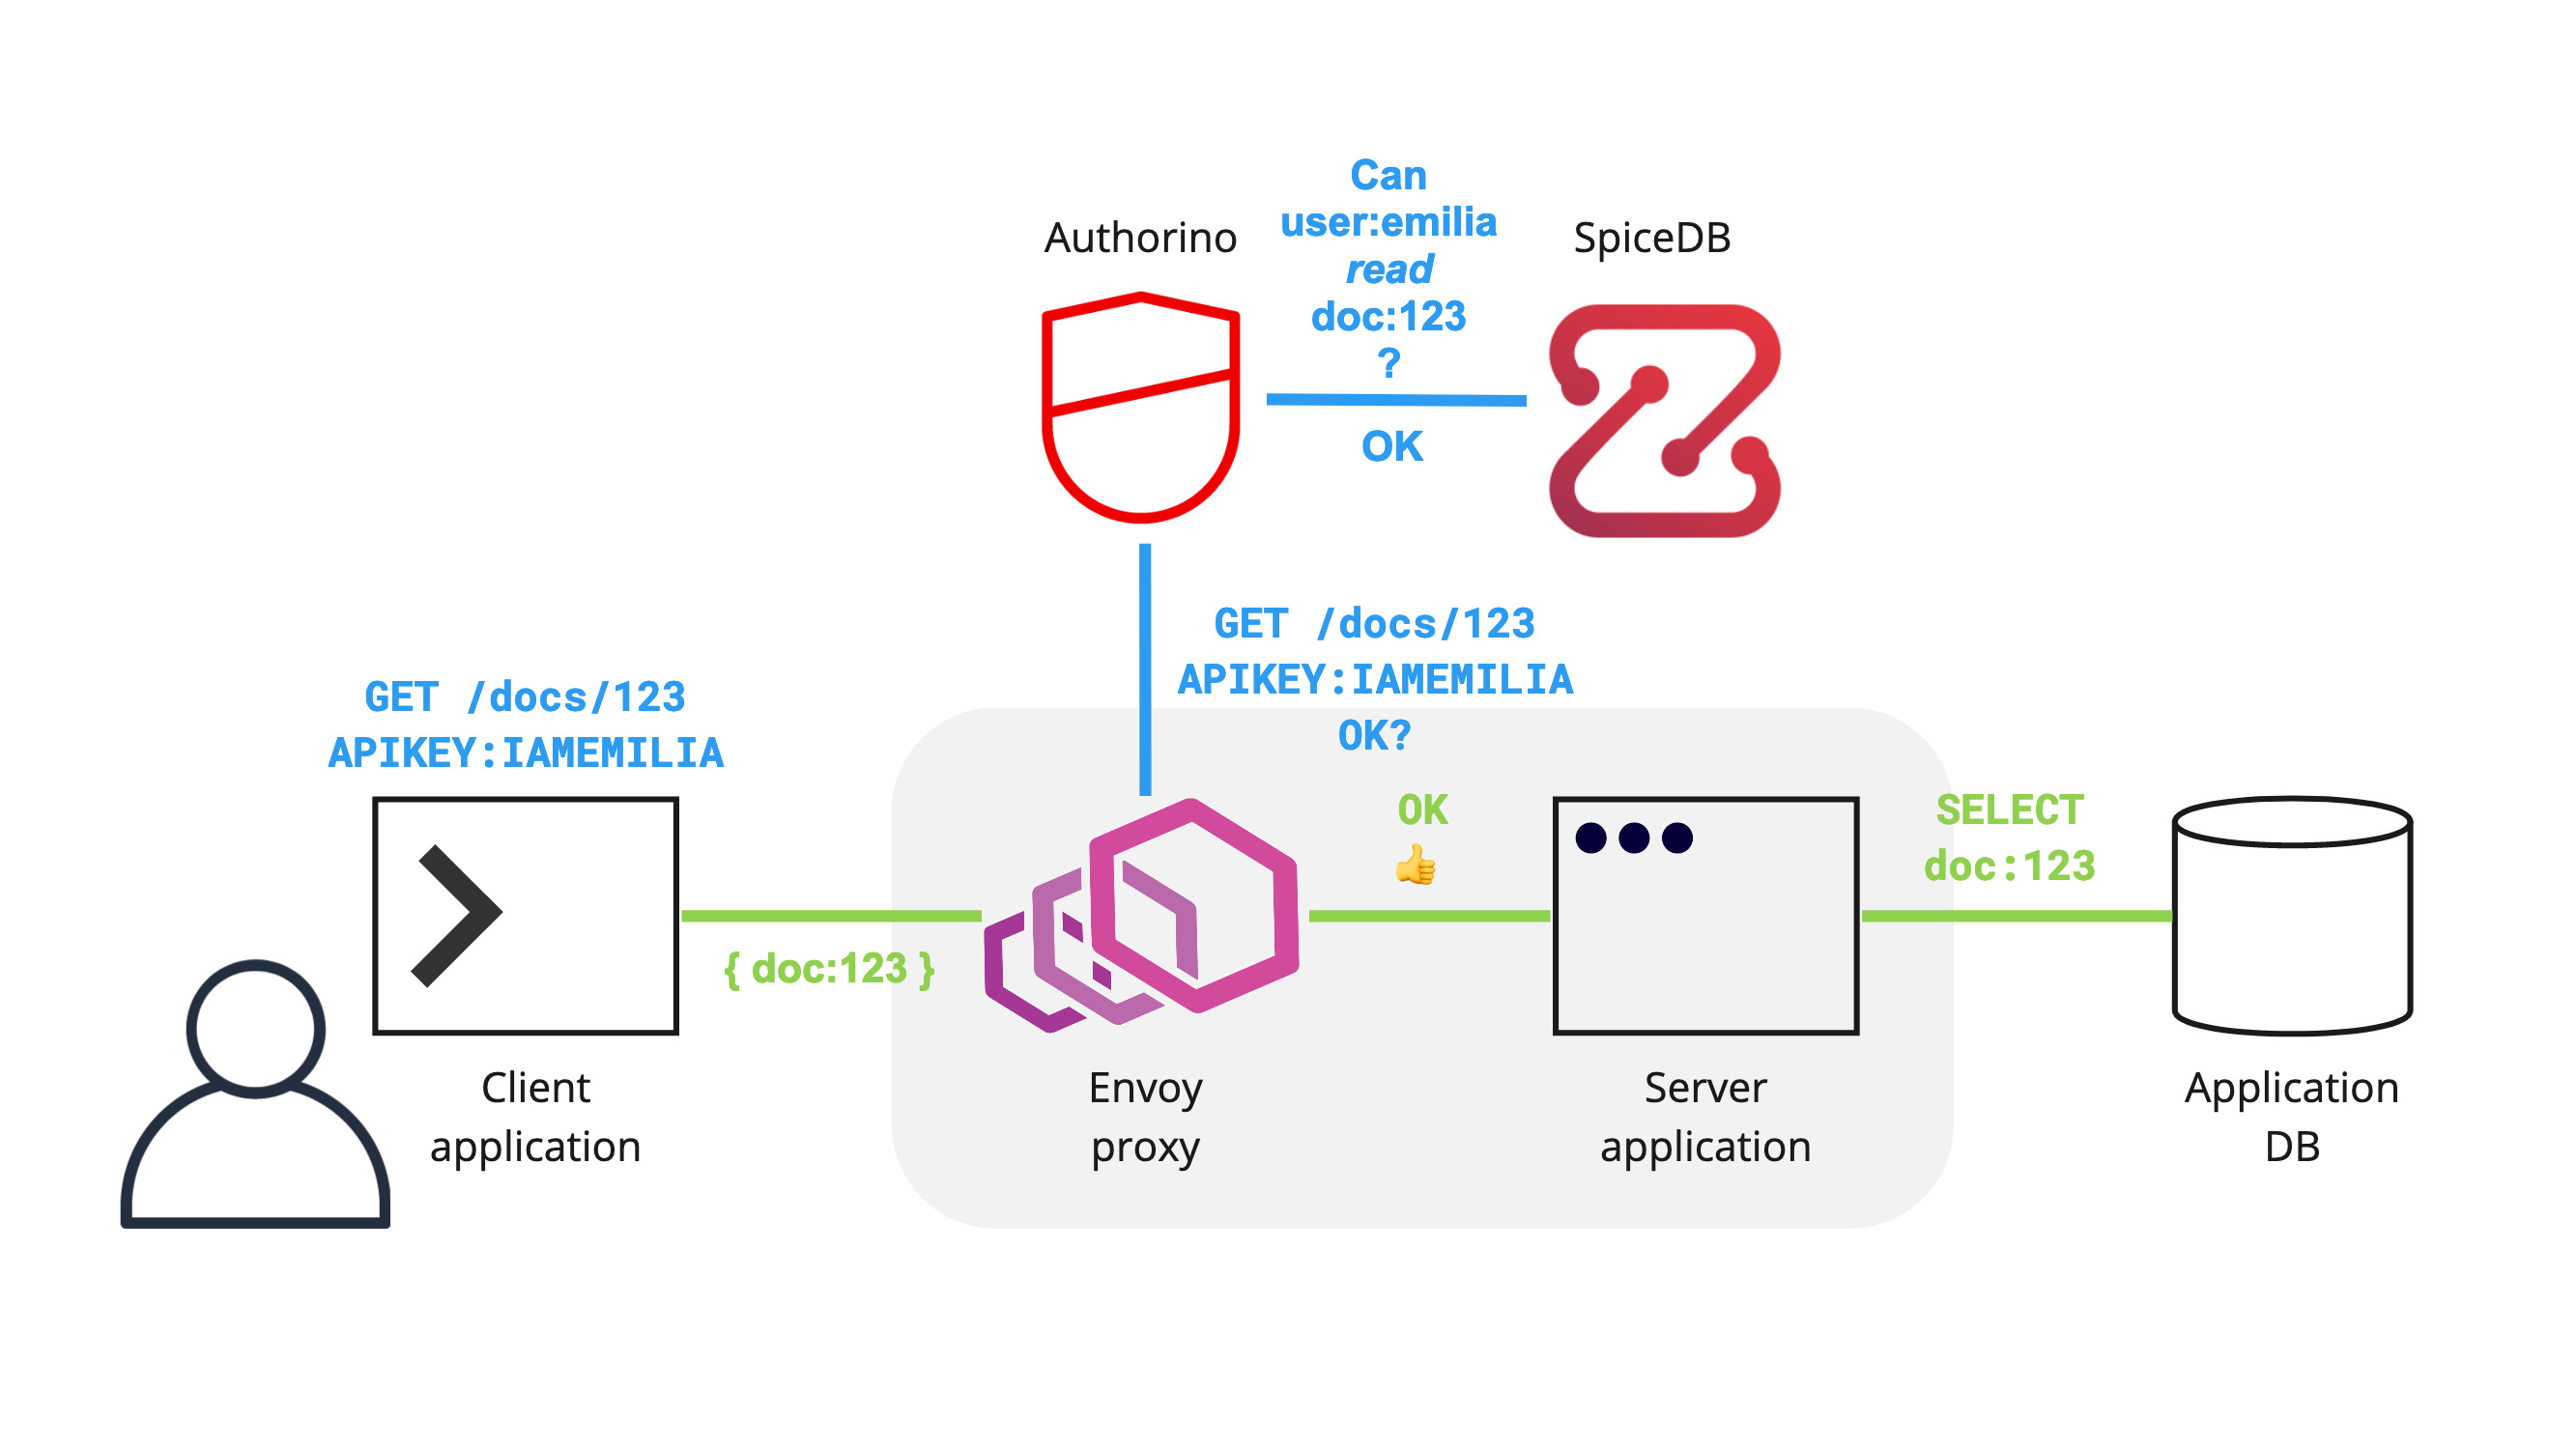 Can
user:emilia
read
doc:123
?
OK
Authorino
SpiceDB
GET /docs/123
APIKEY:IAMEMILIA
OK?
GET /docs/123
APIKEY:IAMEMILIA
OK
👍
SELECT
doc:123
{ doc:123 }
Client
application
Envoy
proxy
Server
application
Application
DB